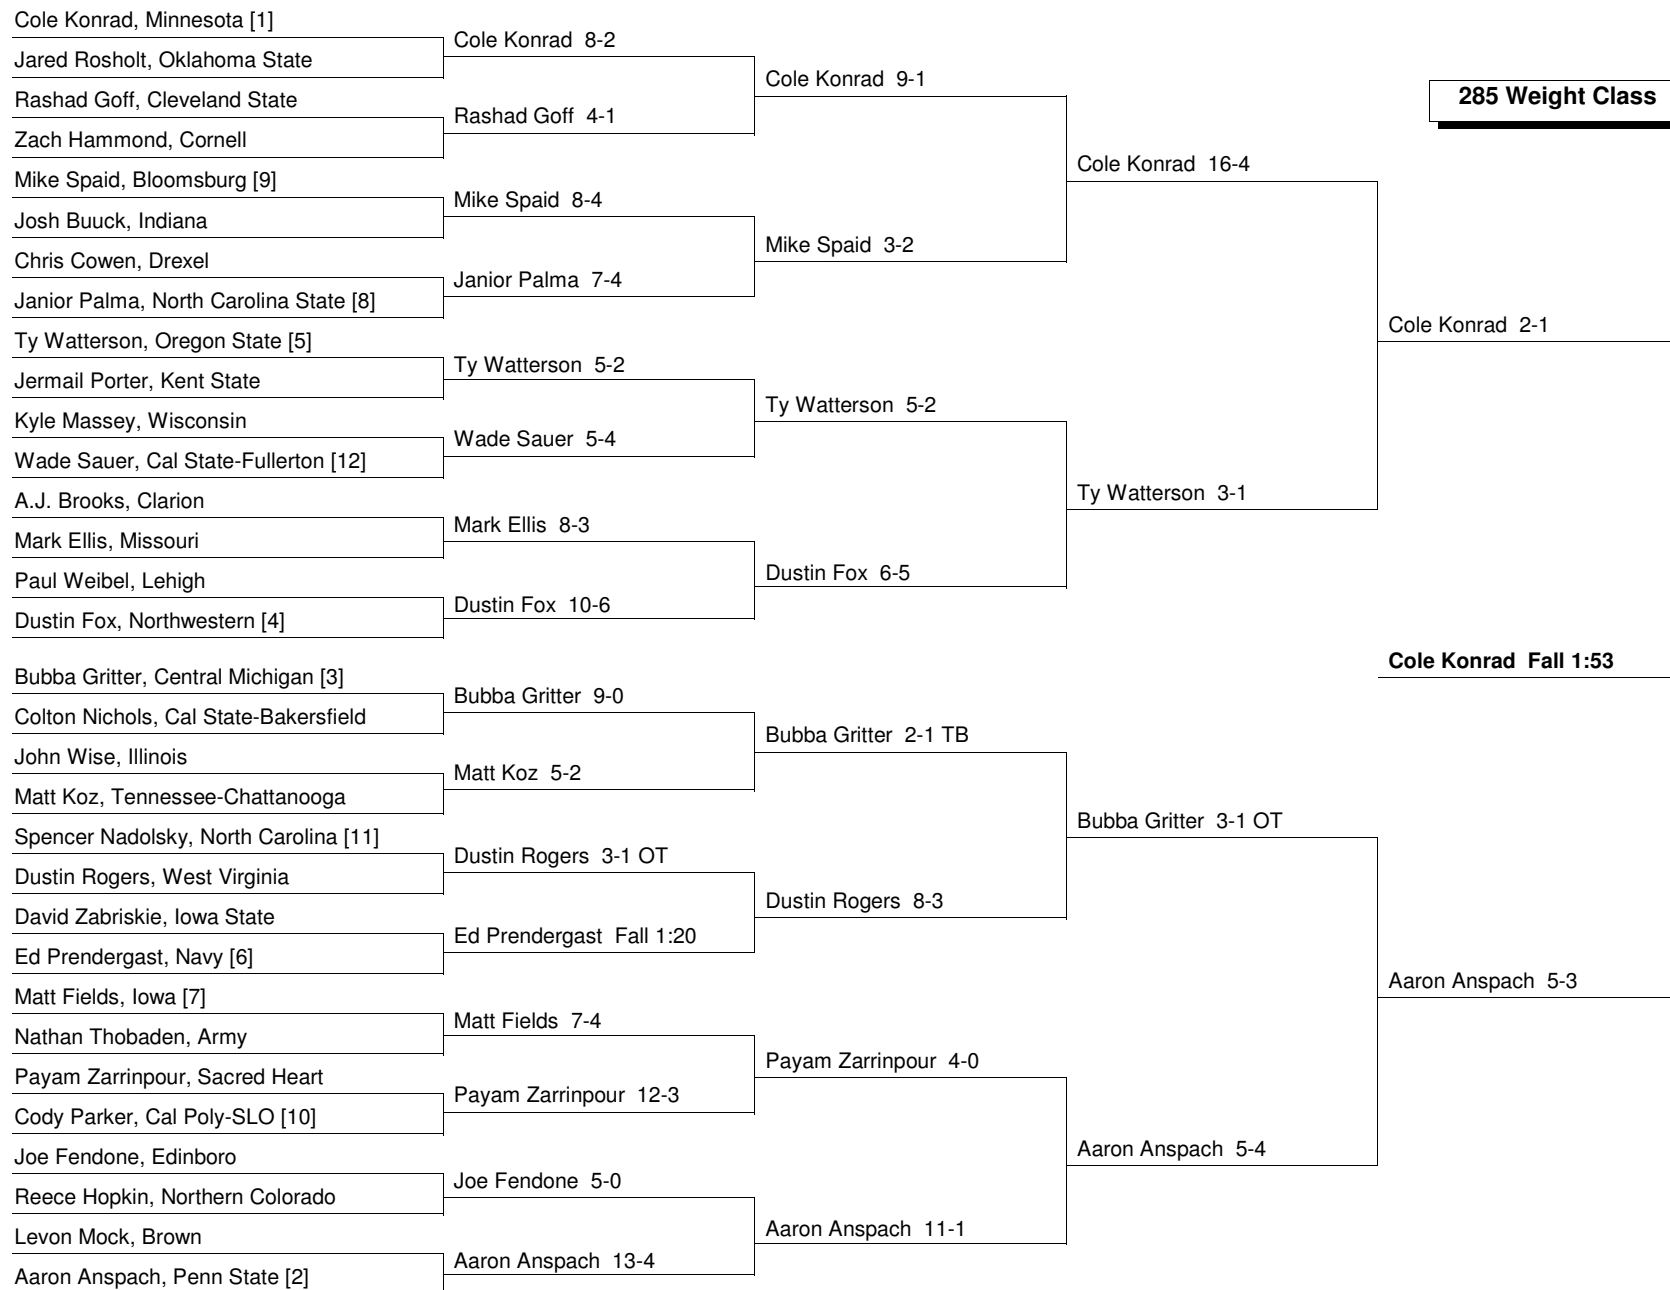 Cole Konrad, Minnesota [1]
Jared Rosholt, Oklahoma State
Rashad Goff, Cleveland State
Zach Hammond, Cornell
Mike Spaid, Bloomsburg [9]
Josh Buuck, Indiana
Chris Cowen, Drexel
Janior Palma, North Carolina State [8]
Ty Watterson, Oregon State [5]
Jermail Porter, Kent State
Kyle Massey, Wisconsin
Wade Sauer, Cal State-Fullerton [12]
A.J. Brooks, Clarion
Mark Ellis, Missouri
Paul Weibel, Lehigh
Dustin Fox, Northwestern [4]
Bubba Gritter, Central Michigan [3]
Colton Nichols, Cal State-Bakersfield
John Wise, Illinois
Matt Koz, Tennessee-Chattanooga
Spencer Nadolsky, North Carolina [11]
Dustin Rogers, West Virginia
David Zabriskie, Iowa State
Ed Prendergast, Navy [6]
Matt Fields, Iowa [7]
Nathan Thobaden, Army
Payam Zarrinpour, Sacred Heart
Cody Parker, Cal Poly-SLO [10]
Joe Fendone, Edinboro
Reece Hopkin, Northern Colorado
Levon Mock, Brown
Aaron Anspach, Penn State [2]
Cole Konrad 8-2
Rashad Goff 4-1
Mike Spaid 8-4
Janior Palma 7-4
Ty Watterson 5-2
Wade Sauer 5-4
Mark Ellis 8-3
Dustin Fox 10-6
Bubba Gritter 9-0
Matt Koz 5-2
Dustin Rogers 3-1 OT
Ed Prendergast Fall 1:20
Matt Fields 7-4
Payam Zarrinpour 12-3
Joe Fendone 5-0
Aaron Anspach 13-4
Cole Konrad 9-1
Mike Spaid 3-2
Ty Watterson 5-2
Dustin Fox 6-5
Bubba Gritter 2-1 TB
Dustin Rogers 8-3
Payam Zarrinpour 4-0
Aaron Anspach 11-1
Cole Konrad 16-4
Ty Watterson 3-1
Bubba Gritter 3-1 OT
Aaron Anspach 5-4
285 Weight Class
Cole Konrad 2-1
Cole Konrad Fall 1:53
Aaron Anspach 5-3